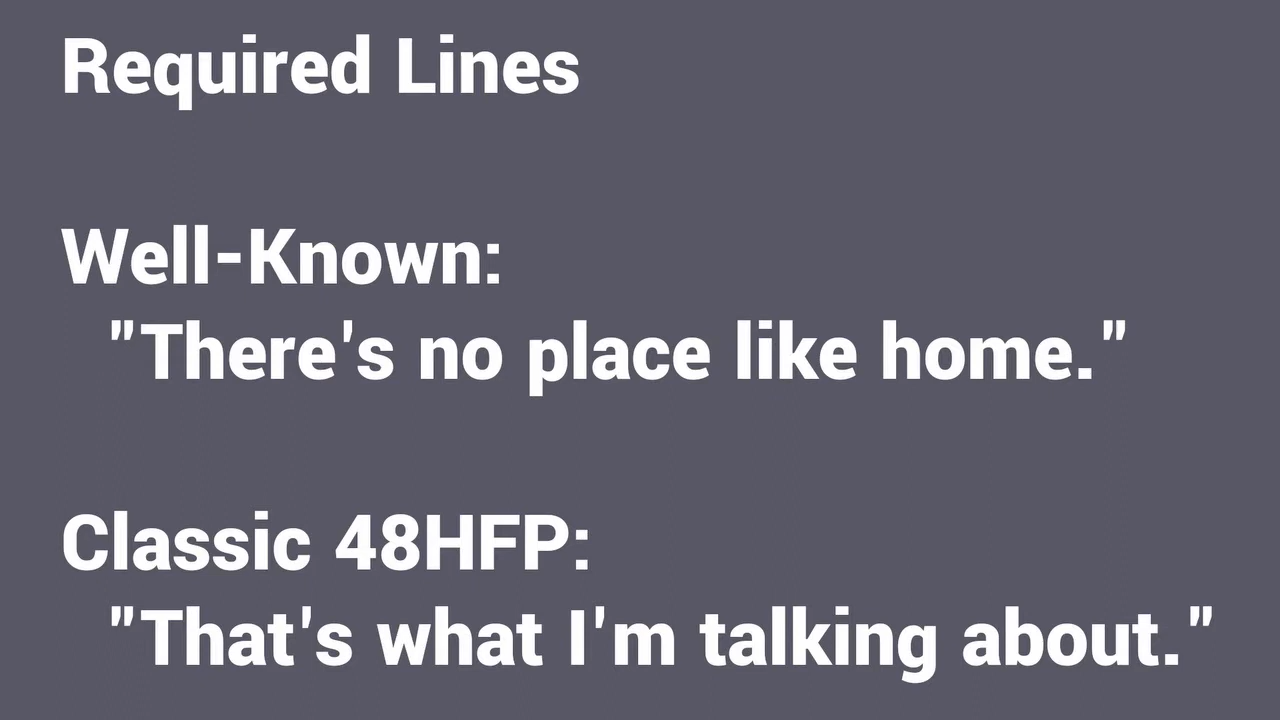 Required Lines
Well-Known:
"There's no place like home."
Classic 48HFP:
"That's what I'm talking about."